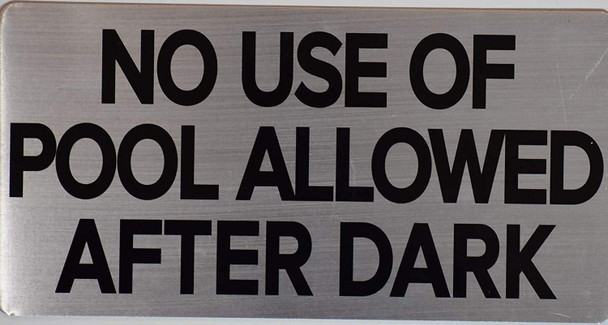 NO USE OF
POOL ALLOWED
AFTER DARK